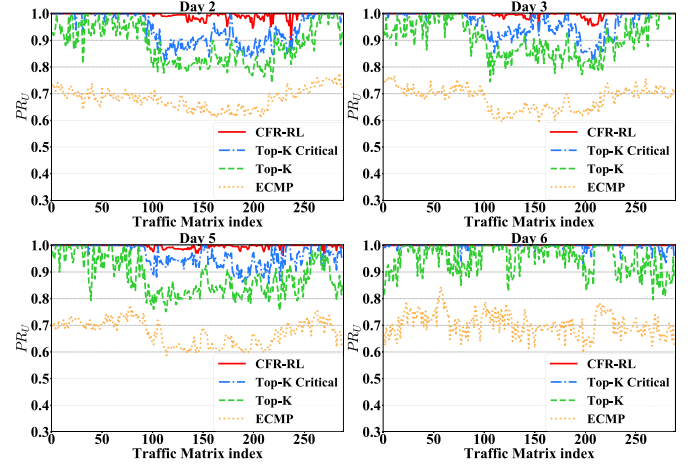 Day 2
1.0
0.9
0.8
0.7
0.6
0.5
0.4
0.3
PR_U
CFR-RL
Top-K Critical
Top-K
ECMP
0 50 100 150 200 250
Traffic Matrix index
Day 3
1.0
0.9
0.8
0.7
0.6
0.5
0.4
0.3
PR_U
CFR-RL
Top-K Critical
Top-K
ECMP
0 50 100 150 200 250
Traffic Matrix index
Day 5
1.0
0.9
0.8
0.7
0.6
0.5
0.4
0.3
PR_U
CFR-RL
Top-K Critical
Top-K
ECMP
0 50 100 150 200 250
Traffic Matrix index
Day 6
1.0
0.9
0.8
0.7
0.6
0.5
0.4
0.3
PR_U
CFR-RL
Top-K Critical
Top-K
ECMP
0 50 100 150 200 250
Traffic Matrix index